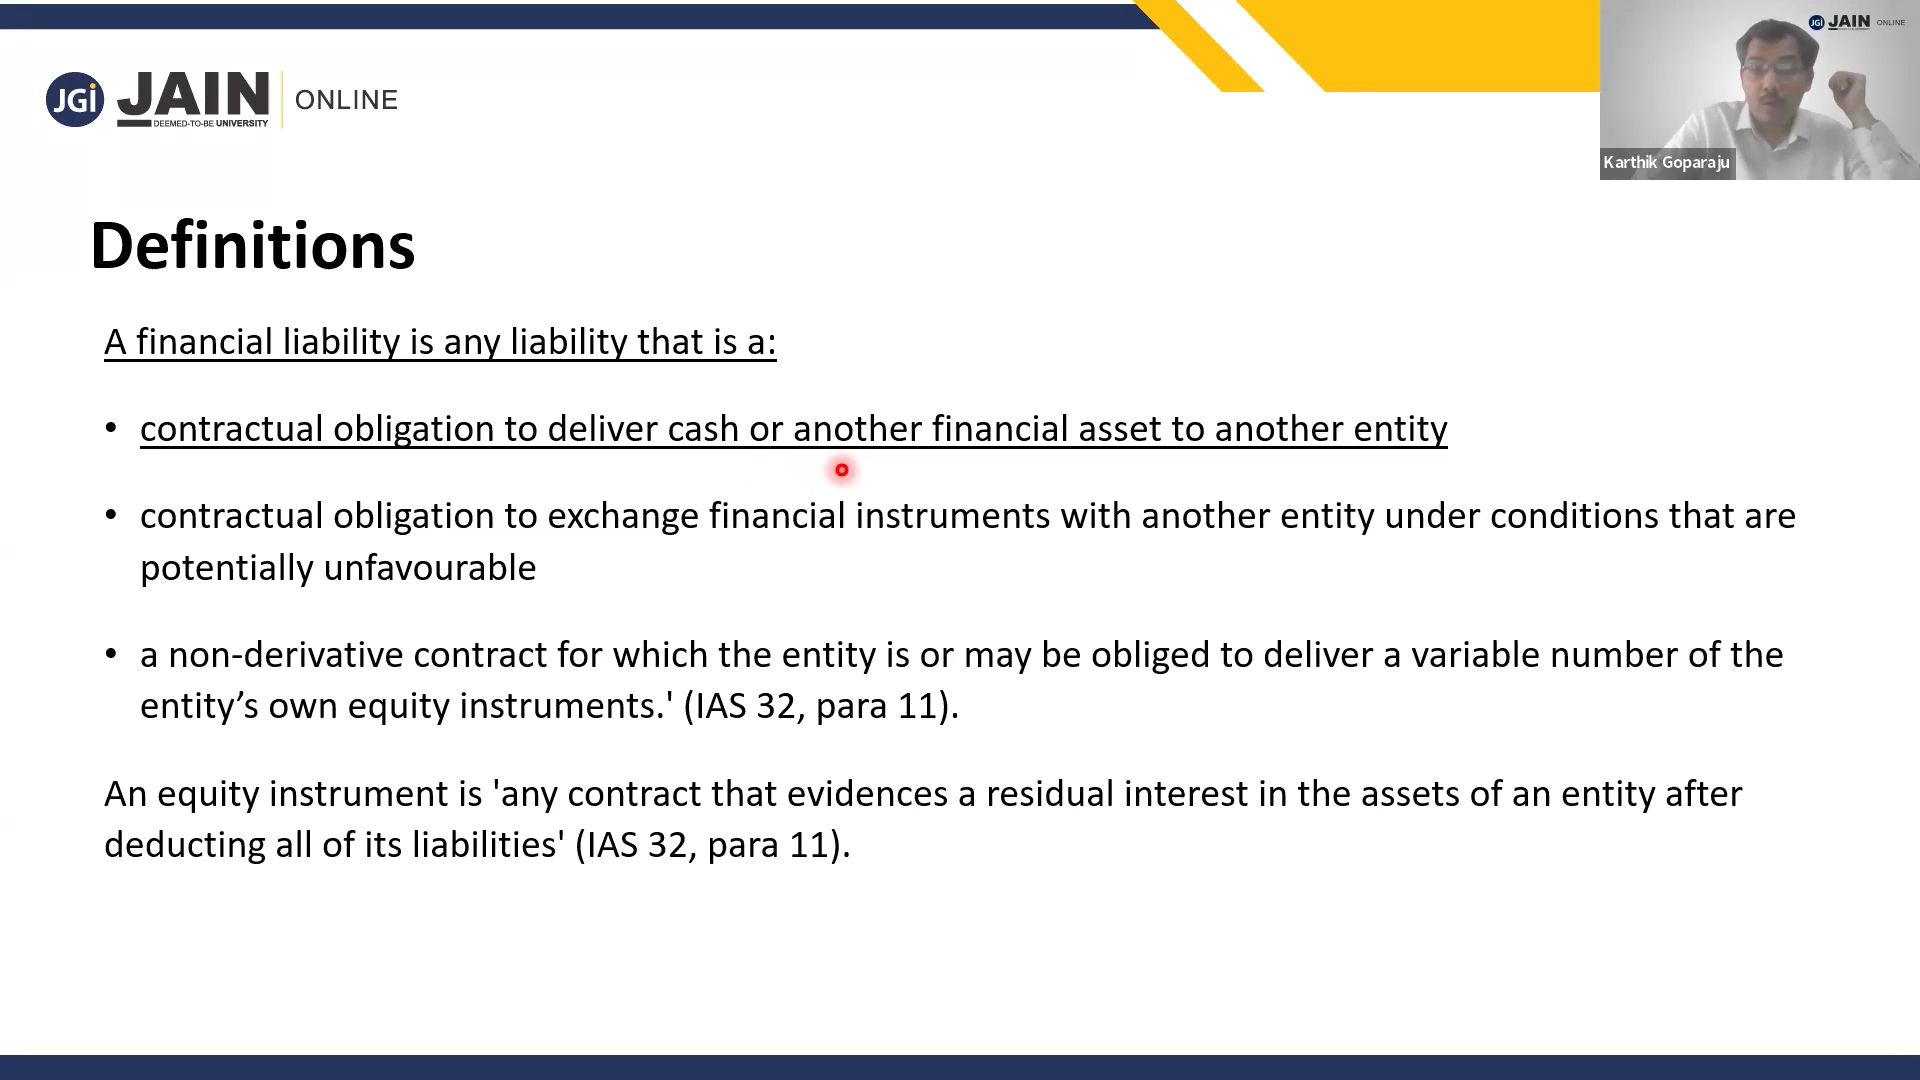 JGi JAIN ONLINE
DEEMED-TO-BE UNIVERSITY
JGI JAIN ONLINE
Karthik Goparaju
Definitions
A financial liability is any liability that is a:
• contractual obligation to deliver cash or another financial asset to another entity
• contractual obligation to exchange financial instruments with another entity under conditions that are
potentially unfavourable
• a non-derivative contract for which the entity is or may be obliged to deliver a variable number of the
entity’s own equity instruments.' (IAS 32, para 11).
An equity instrument is 'any contract that evidences a residual interest in the assets of an entity after
deducting all of its liabilities' (IAS 32, para 11).